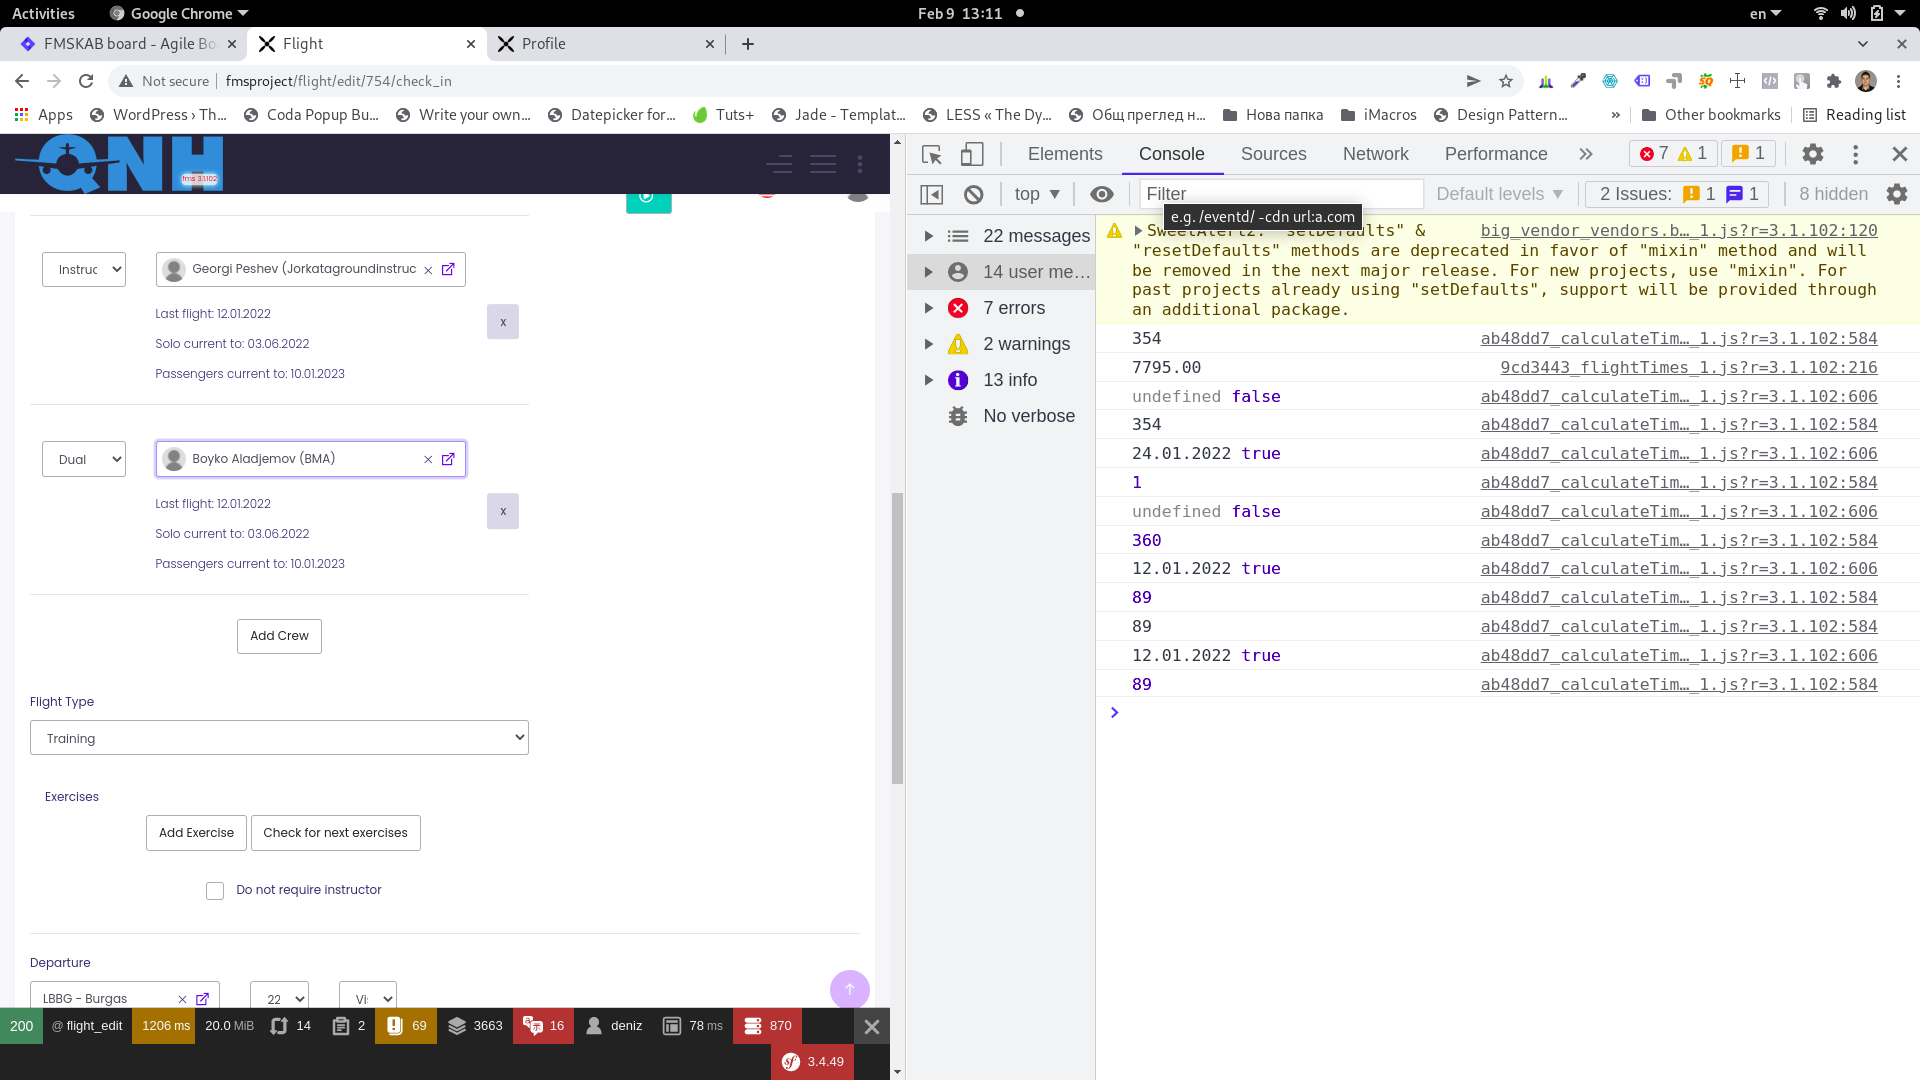 Activities
Google Chrome
Feb 9 13:11
en
FMSKAB board - Agile Bo
Flight
Profile
Not secure
fmsproject/flight/edit/754/check_in
Apps
WordPress › Th...
Coda Popup Bu...
Write your own...
Datepicker for...
Tuts+
Jade - Templat...
LESS « The Dy...
Общ преглед н...
Нова папка
iMacros
Design Pattern...
»
Other bookmarks
Reading list
QNH
fms 3.1.102
Instruc
Georgi Peshev (Jorkatagroundinstruc
Last flight: 12.01.2022
x
Solo current to: 03.06.2022
Passengers current to: 10.01.2023
Dual
Boyko Aladjemov (BMA)
Last flight: 12.01.2022
x
Solo current to: 03.06.2022
Passengers current to: 10.01.2023
Add Crew
Flight Type
Training
Exercises
Add Exercise
Check for next exercises
Do not require instructor
Departure
LBBG - Burgas
22
Vi
200
@ flight_edit
1206 ms
20.0 MiB
14
2
69
3663
16
deniz
78 ms
870
3.4.49
Elements
Console
Sources
Network
Performance
7
1
1
top
Filter
Default levels
2 Issues:
1
1
8 hidden
e.g. /eventd/ -cdn url:a.com
22 messages
14 user me...
7 errors
2 warnings
13 info
No verbose
SweetAlert2: "setDefaults" & big_vendor_vendors.b…_1.js?r=3.1.102:120
"resetDefaults" methods are deprecated in favor of "mixin" method and will
be removed in the next major release. For new projects, use "mixin". For
past projects already using "setDefaults", support will be provided through
an additional package.
354 ab48dd7_calculateTim…_1.js?r=3.1.102:584
7795.00 9cd3443_flightTimes_1.js?r=3.1.102:216
undefined false ab48dd7_calculateTim…_1.js?r=3.1.102:606
354 ab48dd7_calculateTim…_1.js?r=3.1.102:584
24.01.2022 true ab48dd7_calculateTim…_1.js?r=3.1.102:606
1 ab48dd7_calculateTim…_1.js?r=3.1.102:584
undefined false ab48dd7_calculateTim…_1.js?r=3.1.102:606
360 ab48dd7_calculateTim…_1.js?r=3.1.102:584
12.01.2022 true ab48dd7_calculateTim…_1.js?r=3.1.102:606
89 ab48dd7_calculateTim…_1.js?r=3.1.102:584
89 ab48dd7_calculateTim…_1.js?r=3.1.102:584
12.01.2022 true ab48dd7_calculateTim…_1.js?r=3.1.102:606
89 ab48dd7_calculateTim…_1.js?r=3.1.102:584